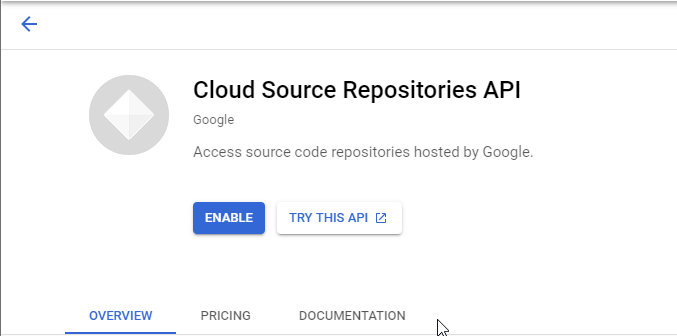 Cloud Source Repositories API
Google
Access source code repositories hosted by Google.
ENABLE TRY THIS API
OVERVIEW PRICING DOCUMENTATION